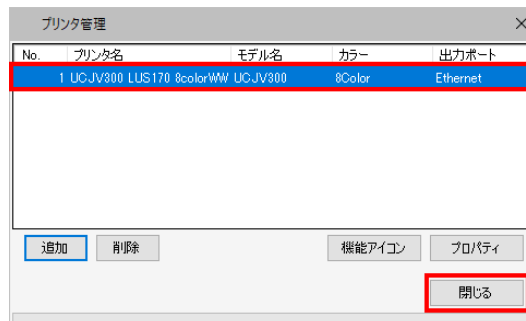 プリンタ管理
No. プリンタ名 モデル名 カラー 出力ポート
1 UCJV300 LUS170 8colorWW UCJV300 8Color Ethernet
追加 削除 機能アイコン プロパティ
閉じる